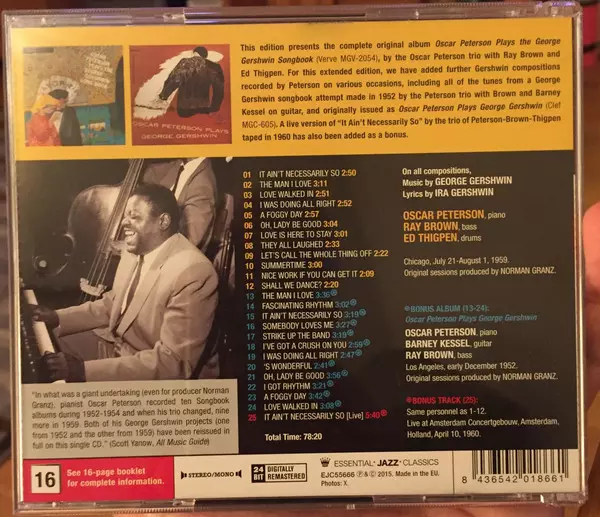 This edition presents the complete original album Oscar Peterson Plays the George
Gershwin Songbook (Verve MGV-2054), by the Oscar Peterson trio with Ray Brown and
Ed Thigpen. For this extended edition, we have added further Gershwin compositions
recorded by Peterson on various occasions, including all of the tunes from a George
Gershwin songbook attempt made in 1952 by the Peterson trio with Brown and Barney
Kessel on guitar, and originally issued as Oscar Peterson Plays George Gershwin (Clef
MGC-605). A live version of "It Ain't Necessarily So" by the trio of Peterson-Brown-Thigpen
taped in 1960 has also been added as a bonus.
OSCAR PETERSON PLAYS
GEORGE GERSHWIN
01 IT AIN'T NECESSARILY SO 2:50
02 THE MAN I LOVE 3:11
03 LOVE WALKED IN 2:51
04 I WAS DOING ALL RIGHT 2:52
05 A FOGGY DAY 2:57
06 OH, LADY BE GOOD 3:04
07 LOVE IS HERE TO STAY 3:01
08 THEY ALL LAUGHED 2:33
09 LET'S CALL THE WHOLE THING OFF 2:22
10 SUMMERTIME 3:00
11 NICE WORK IF YOU CAN GET IT 2:09
12 SHALL WE DANCE? 2:20
13 THE MAN I LOVE 3:36
14 FASCINATING RHYTHM 3:02
15 IT AIN'T NECESSARILY SO 3:19
16 SOMEBODY LOVES ME 3:27
17 STRIKE UP THE BAND 3:19
18 I'VE GOT A CRUSH ON YOU 2:59
19 I WAS DOING ALL RIGHT 2:47
20 'S WONDERFUL 2:41
21 OH, LADY BE GOOD 3:56
22 I GOT RHYTHM 3:21
23 A FOGGY DAY 3:42
24 LOVE WALKED IN 3:08
25 IT AIN'T NECESSARILY SO [Live] 5:40
Total Time: 78:20
On all compositions,
Music by GEORGE GERSHWIN
Lyrics by IRA GERSHWIN
OSCAR PETERSON, piano
RAY BROWN, bass
ED THIGPEN, drums
Chicago, July 21-August 1, 1959.
Original sessions produced by NORMAN GRANZ.
BONUS ALBUM (13-24):
Oscar Peterson Plays George Gershwin
OSCAR PETERSON, piano
BARNEY KESSEL, guitar
RAY BROWN, bass
Los Angeles, early December 1952.
Original sessions produced by NORMAN GRANZ.
BONUS TRACK (25):
Same personnel as 1-12.
Live at Amsterdam Concertgebouw, Amsterdam,
Holland, April 10, 1960.
"In what was a giant undertaking (even for producer Norman
Granz), pianist Oscar Peterson recorded ten Songbook
albums during 1952-1954 and when his trio changed, nine
more in 1959. Both of his George Gershwin projects (one
from 1952 and the other from 1959) have been reissued in
full on this single CD." (Scott Yanow, All Music Guide)
16
See 16-page booklet
for complete information.
STEREO/MONO
24 BIT DIGITALLY REMASTERED
ESSENTIAL JAZZ CLASSICS
EJC55666 ℗ & © 2015. Made in the EU.
Photos: X.
8 436542 018661